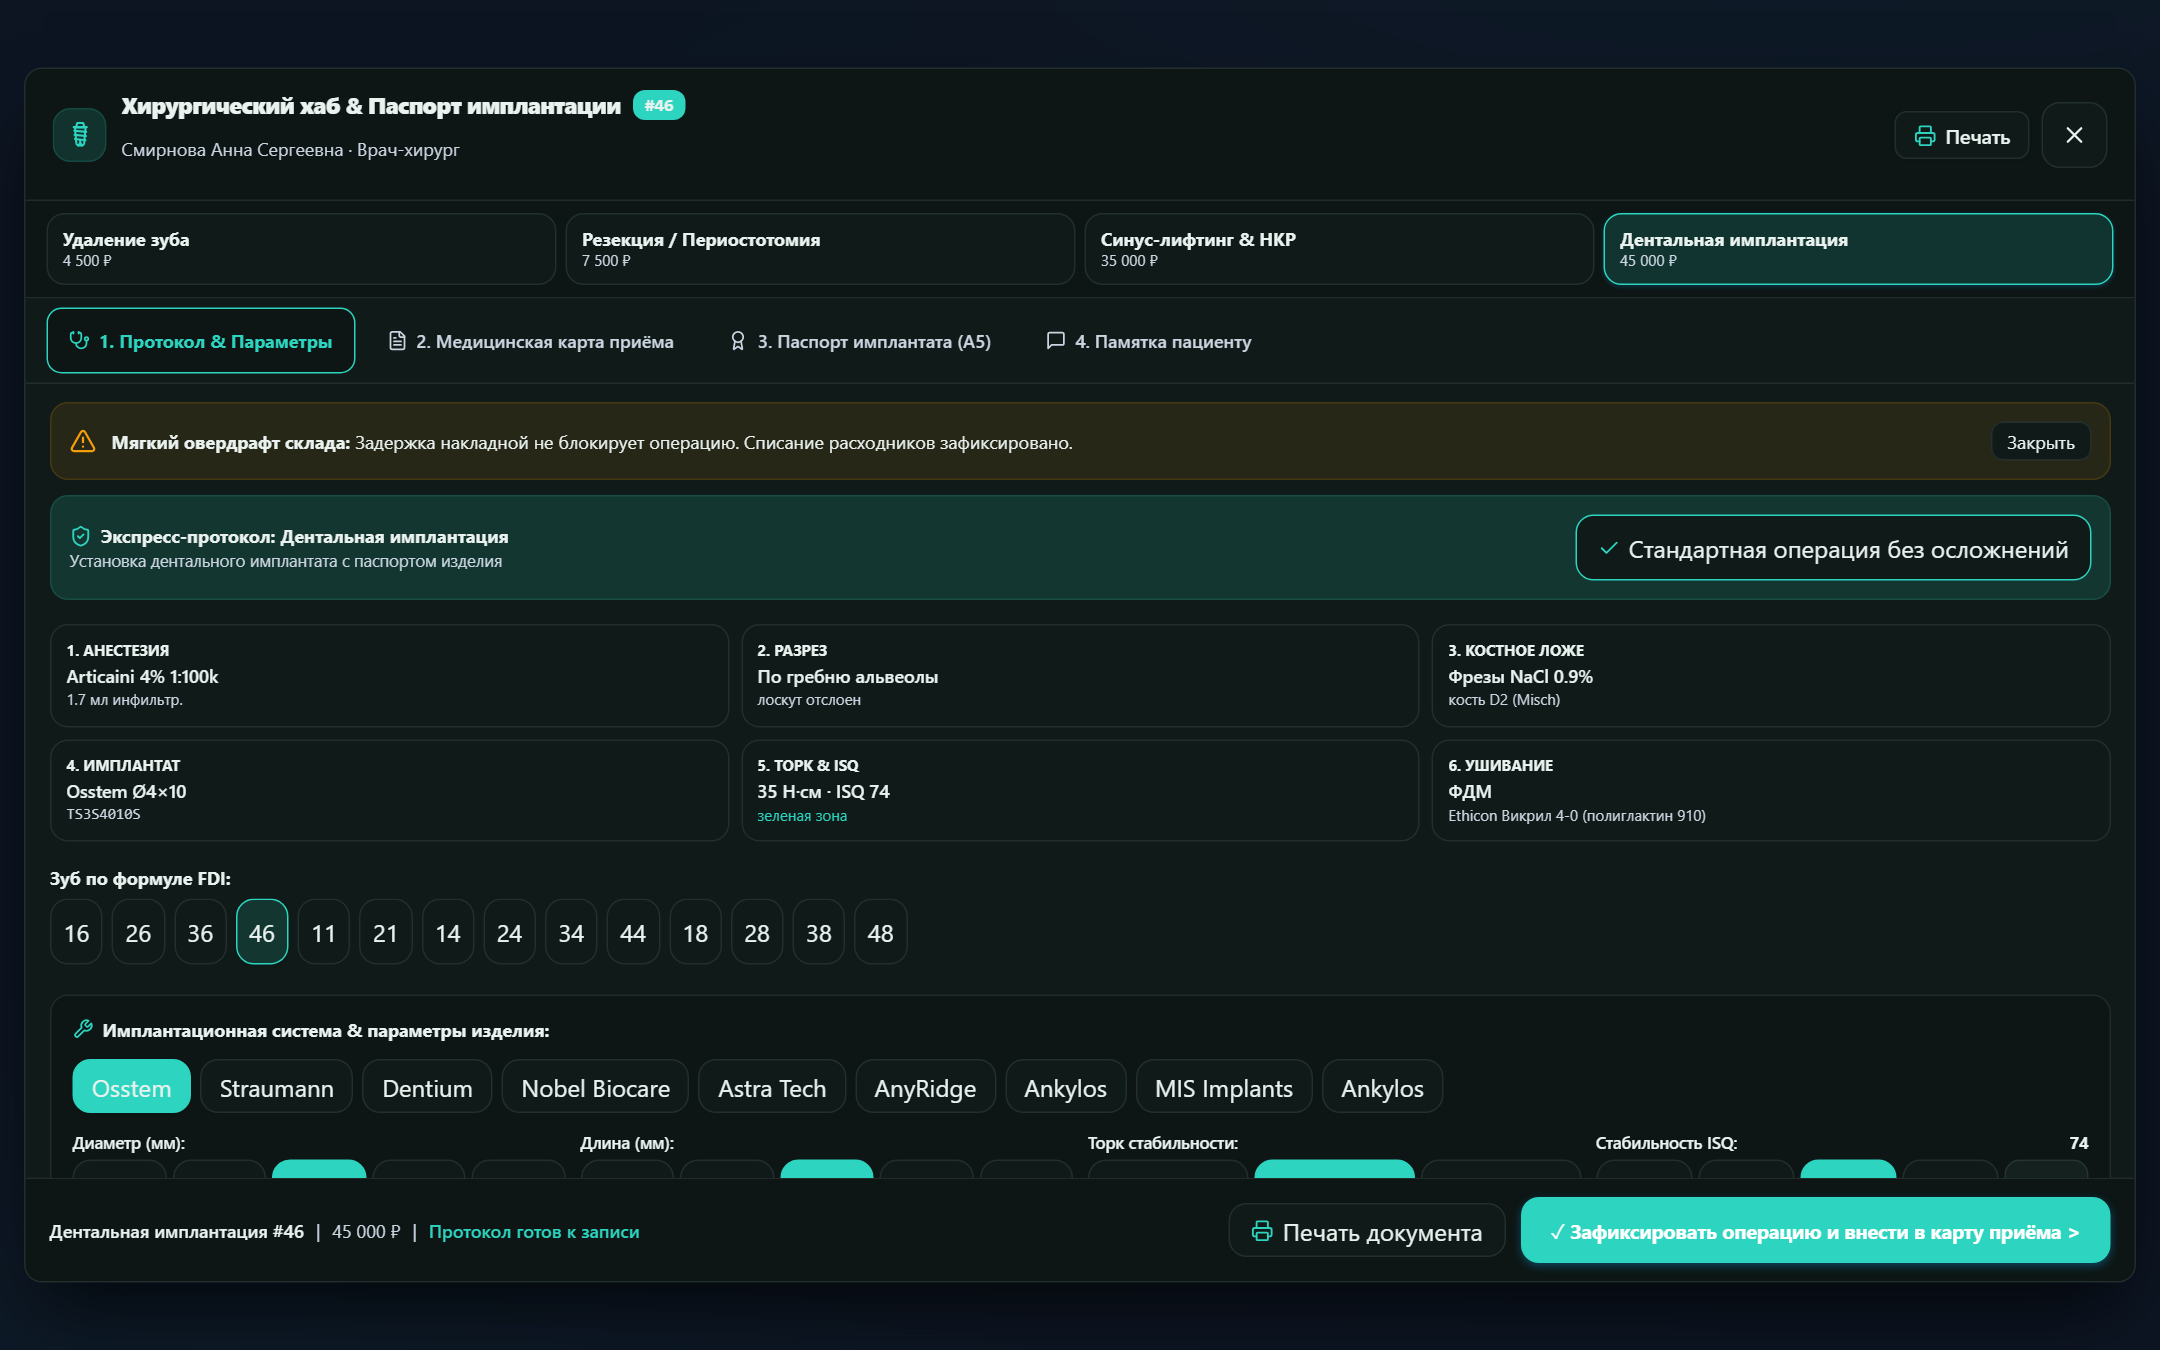 Хирургический хаб & Паспорт имплантации #46
Смирнова Анна Сергеевна · Врач-хирург
Печать
Удаление зуба
4 500 ₽
Резекция / Периостотомия
7 500 ₽
Синус-лифтинг & НКР
35 000 ₽
Дентальная имплантация
45 000 ₽
1. Протокол & Параметры
2. Медицинская карта приёма
3. Паспорт имплантата (А5)
4. Памятка пациенту
Мягкий овердрафт склада: Задержка накладной не блокирует операцию. Списание расходников зафиксировано.
Закрыть
Экспресс-протокол: Дентальная имплантация
Установка дентального имплантата с паспортом изделия
Стандартная операция без осложнений
1. АНЕСТЕЗИЯ
Articaini 4% 1:100k
1.7 мл инфильтр.
2. РАЗРЕЗ
По гребню альвеолы
лоскут отслоен
3. КОСТНОЕ ЛОЖЕ
Фрезы NaCl 0.9%
кость D2 (Misch)
4. ИМПЛАНТАТ
Osstem Ø4×10
TS3S4010S
5. ТОРК & ISQ
35 Н·см · ISQ 74
зеленая зона
6. УШИВАНИЕ
ФДМ
Ethicon Викрил 4-0 (полиглактин 910)
Зуб по формуле FDI:
16 26 36 46 11 21 14 24 34 44 18 28 38 48
Имплантационная система & параметры изделия:
Osstem Straumann Dentium Nobel Biocare Astra Tech AnyRidge Ankylos MIS Implants Ankylos
Диаметр (мм):
Длина (мм):
Торк стабильности:
Стабильность ISQ: 74
Дентальная имплантация #46 | 45 000 ₽ | Протокол готов к записи
Печать документа
✓ Зафиксировать операцию и внести в карту приёма >